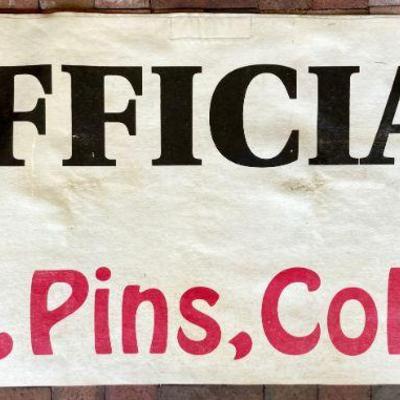 FFICIA
, Pins, Col